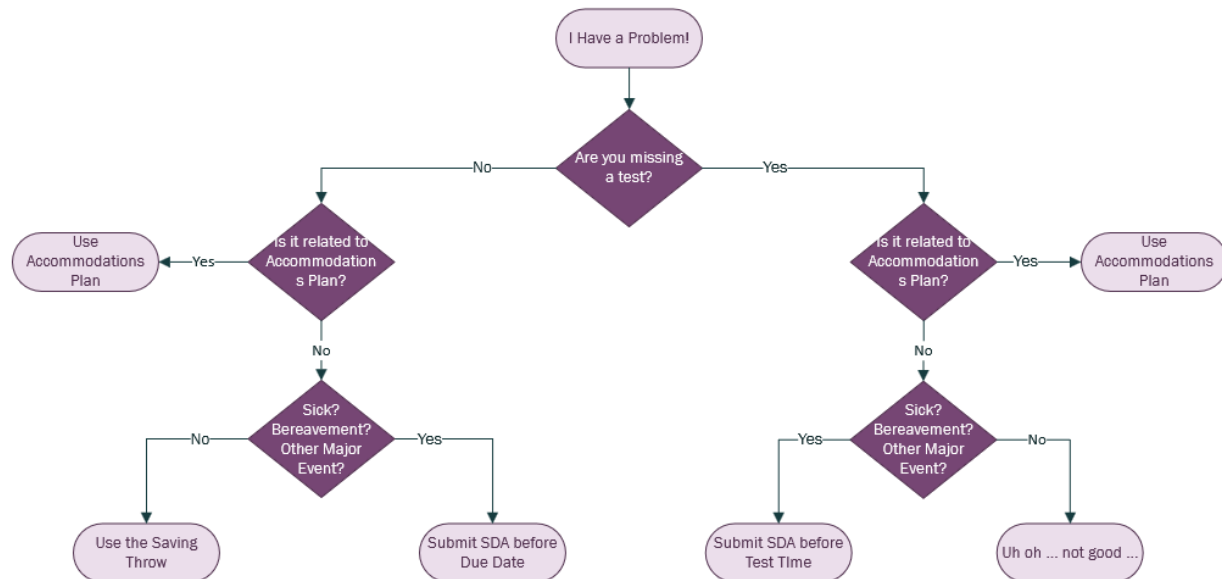 I Have a Problem!
Are you missing
a test?
No
Yes
Use
Accommodations
Plan
Yes
Is it related to
Accommodation
s Plan?
Is it related to
Accommodation
s Plan?
Yes
Use
Accommodations
Plan
No
No
Sick?
Bereavement?
Other Major
Event?
No
Yes
Sick?
Bereavement?
Other Major
Event?
Yes
No
Use the Saving
Throw
Submit SDA before
Due Date
Submit SDA before
Test TIme
Uh oh ... not good ...